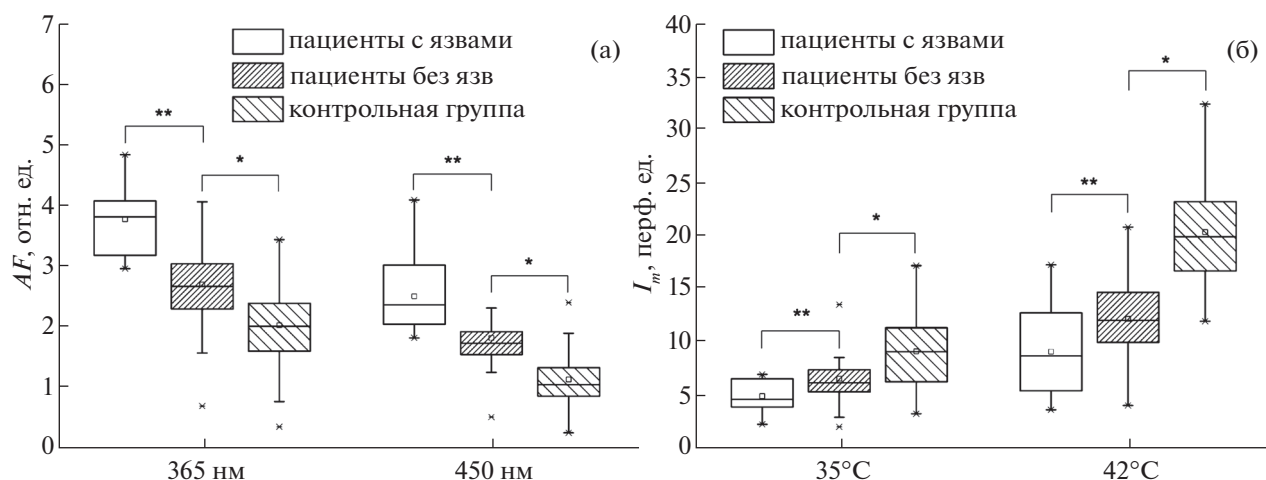 7
6
5
4
3
2
1
0
AF, отн. ед.
пациенты с язвами
пациенты без язв
контрольная группа
(а)
**
*
**
*
365 нм
450 нм
40
35
30
25
20
15
10
5
0
I_m, перф. ед.
пациенты с язвами
пациенты без язв
контрольная группа
(б)
**
*
**
*
35°C
42°C